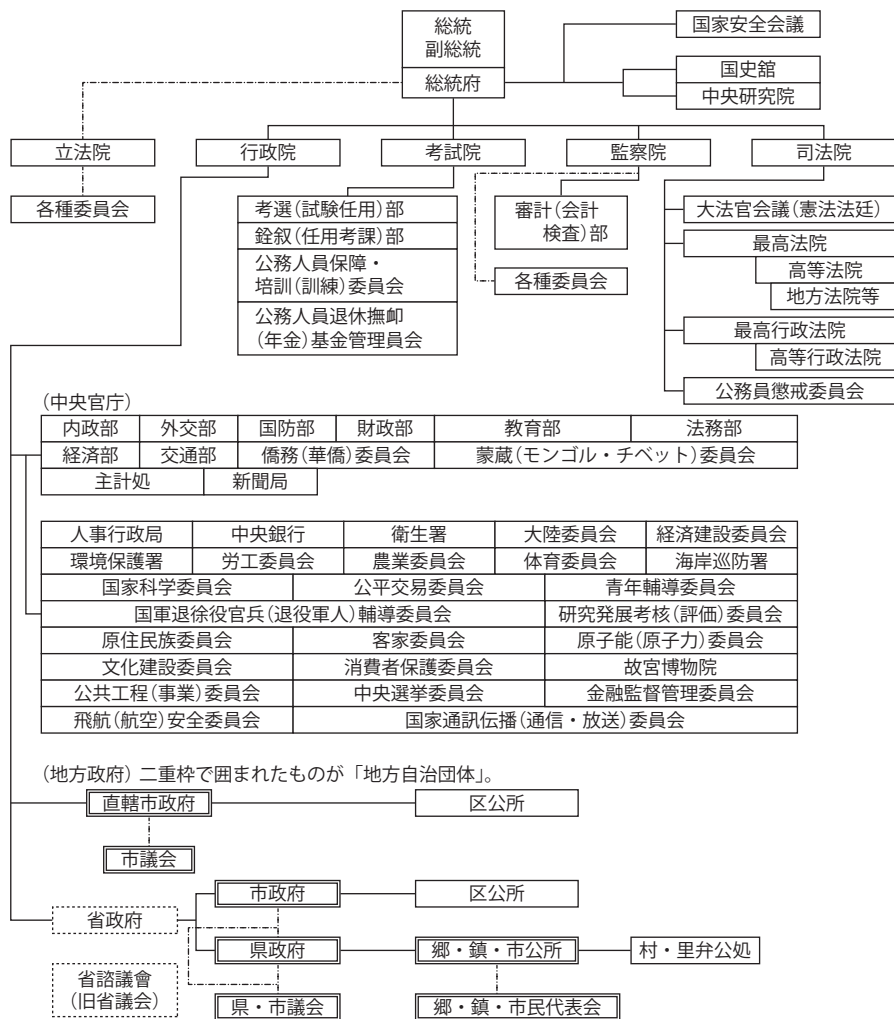 総統
副総統
総統府
国家安全会議
国史舘
中央研究院
立法院
行政院
考試院
監察院
司法院
各種委員会
考選(試験任用)部
銓叙(任用考課)部
公務人員保障・
培訓(訓練)委員会
公務人員退休撫卹
(年金)基金管理員会
審計(会計
検査)部
各種委員会
大法官会議(憲法法廷)
最高法院
高等法院
地方法院等
最高行政法院
高等行政法院
公務員懲戒委員会
(中央官庁)
内政部 外交部 国防部 財政部 教育部 法務部
経済部 交通部 僑務(華僑)委員会 蒙蔵(モンゴル・チベット)委員会
主計処 新聞局
人事行政局 中央銀行 衛生署 大陸委員会 経済建設委員会
環境保護署 労工委員会 農業委員会 体育委員会 海岸巡防署
国家科学委員会 公平交易委員会 青年輔導委員会
国軍退徐役官兵(退役軍人)輔導委員会 研究発展考核(評価)委員会
原住民族委員会 客家委員会 原子能(原子力)委員会
文化建設委員会 消費者保護委員会 故宮博物院
公共工程(事業)委員会 中央選挙委員会 金融監督管理委員会
飛航(航空)安全委員会 国家通訊伝播(通信・放送)委員会
(地方政府)二重枠で囲まれたものが「地方自治団体」。
直轄市政府 区公所
市議会
市政府 区公所
省政府
県政府 郷・鎮・市公所 村・里弁公処
省諮議會
(旧省議会)
県・市議会 郷・鎮・市民代表会